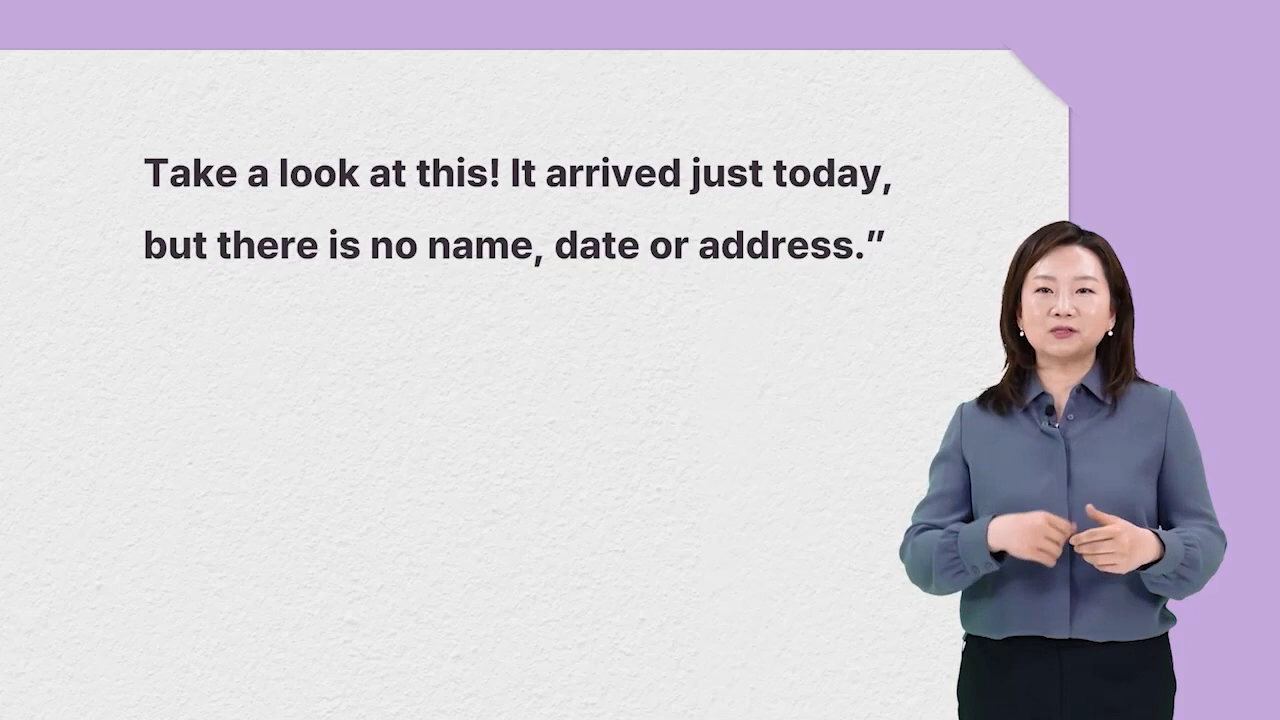 Take a look at this! It arrived just today,
but there is no name, date or address.”